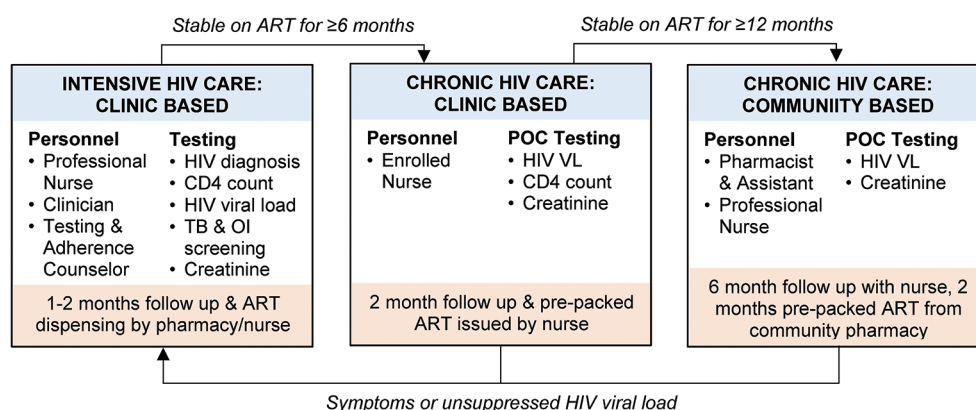 Stable on ART for ≥6 months
Stable on ART for ≥12 months
INTENSIVE HIV CARE:
CLINIC BASED
Personnel
• Professional
Nurse
• Clinician
• Testing &
Adherence
Counselor
Testing
• HIV diagnosis
• CD4 count
• HIV viral load
• TB & OI
screening
• Creatinine
1-2 months follow up & ART
dispensing by pharmacy/nurse
CHRONIC HIV CARE:
CLINIC BASED
Personnel
• Enrolled
Nurse
POC Testing
• HIV VL
• CD4 count
• Creatinine
2 month follow up & pre-packed
ART issued by nurse
CHRONIC HIV CARE:
COMMUNIITY BASED
Personnel
• Pharmacist
& Assistant
• Professional
Nurse
POC Testing
• HIV VL
• Creatinine
6 month follow up with nurse, 2
months pre-packed ART from
community pharmacy
Symptoms or unsuppressed HIV viral load